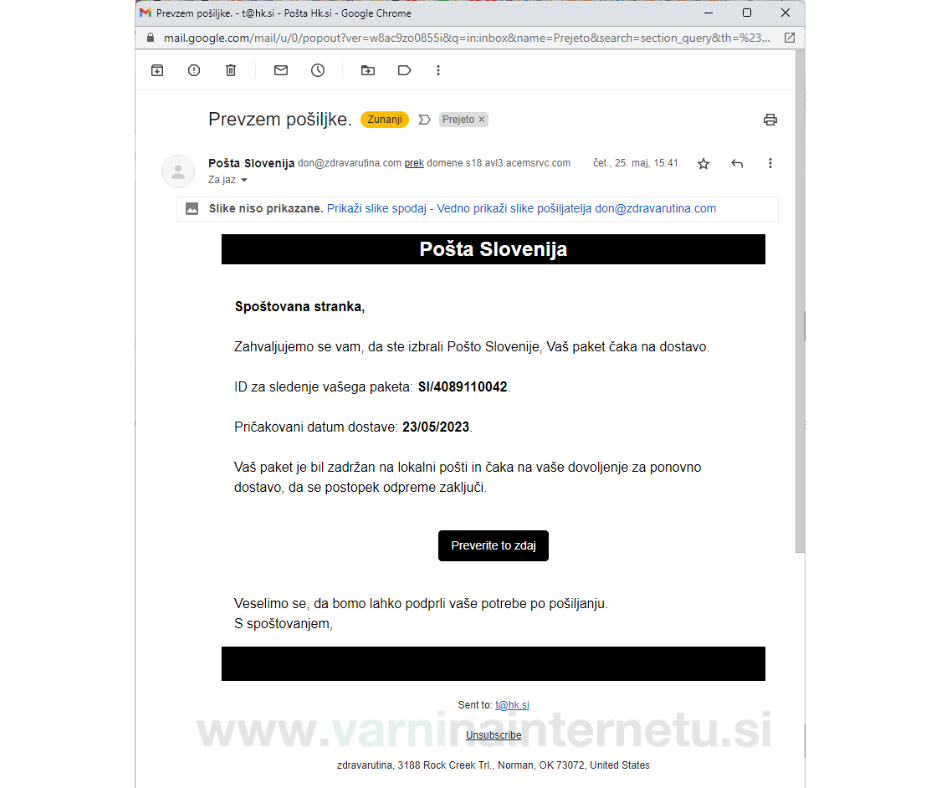 Prevzem pošiljke. - t@hk.si - Pošta Hk.si - Google Chrome
mail.google.com/mail/u/0/popout?ver=w8ac9zo0855i&q=in:inbox&name=Prejeto&search=section_query&th=%23...
Prevzem pošiljke. Zunanji Prejeto ×
Pošta Slovenija don@zdravarutina.com prek domene s18.avl3.acemsrvc.com čet., 25. maj, 15:41
Za jaz
Slike niso prikazane. Prikaži slike spodaj - Vedno prikaži slike pošiljatelja don@zdravarutina.com
Pošta Slovenija
Spoštovana stranka,
Zahvaljujemo se vam, da ste izbrali Pošto Slovenije, Vaš paket čaka na dostavo.
ID za sledenje vašega paketa: SI/4089110042.
Pričakovani datum dostave: 23/05/2023.
Vaš paket je bil zadržan na lokalni pošti in čaka na vaše dovoljenje za ponovno
dostavo, da se postopek odpreme zaključi.
Preverite to zdaj
Veselimo se, da bomo lahko podprli vaše potrebe po pošiljanju.
S spoštovanjem,
Sent to: t@hk.si
www.varninainternetu.si
Unsubscribe
zdravarutina, 3188 Rock Creek Trl., Norman, OK 73072, United States